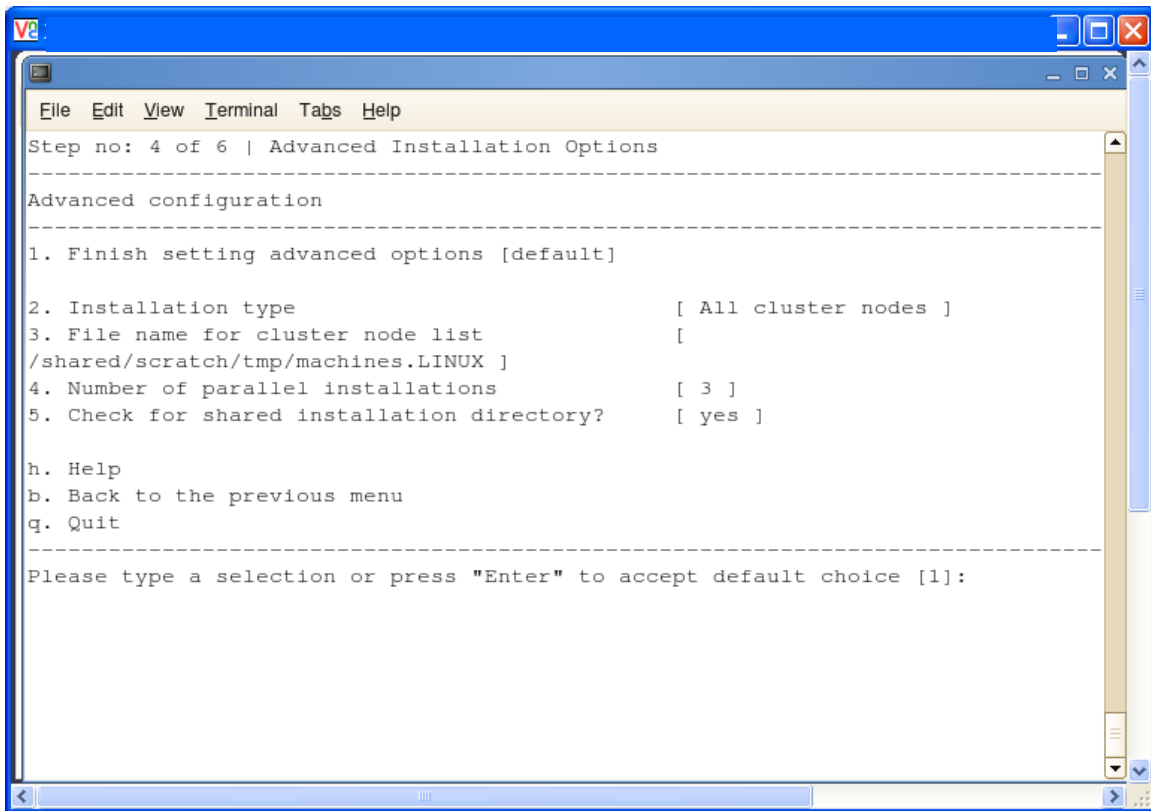 File Edit View Terminal Tabs Help
Step no: 4 of 6 | Advanced Installation Options
--------------------------------------------------------------------------------
Advanced configuration
--------------------------------------------------------------------------------
1. Finish setting advanced options [default]
2. Installation type [ All cluster nodes ]
3. File name for cluster node list [
/shared/scratch/tmp/machines.LINUX ]
4. Number of parallel installations [ 3 ]
5. Check for shared installation directory? [ yes ]
h. Help
b. Back to the previous menu
q. Quit
--------------------------------------------------------------------------------
Please type a selection or press "Enter" to accept default choice [1]: